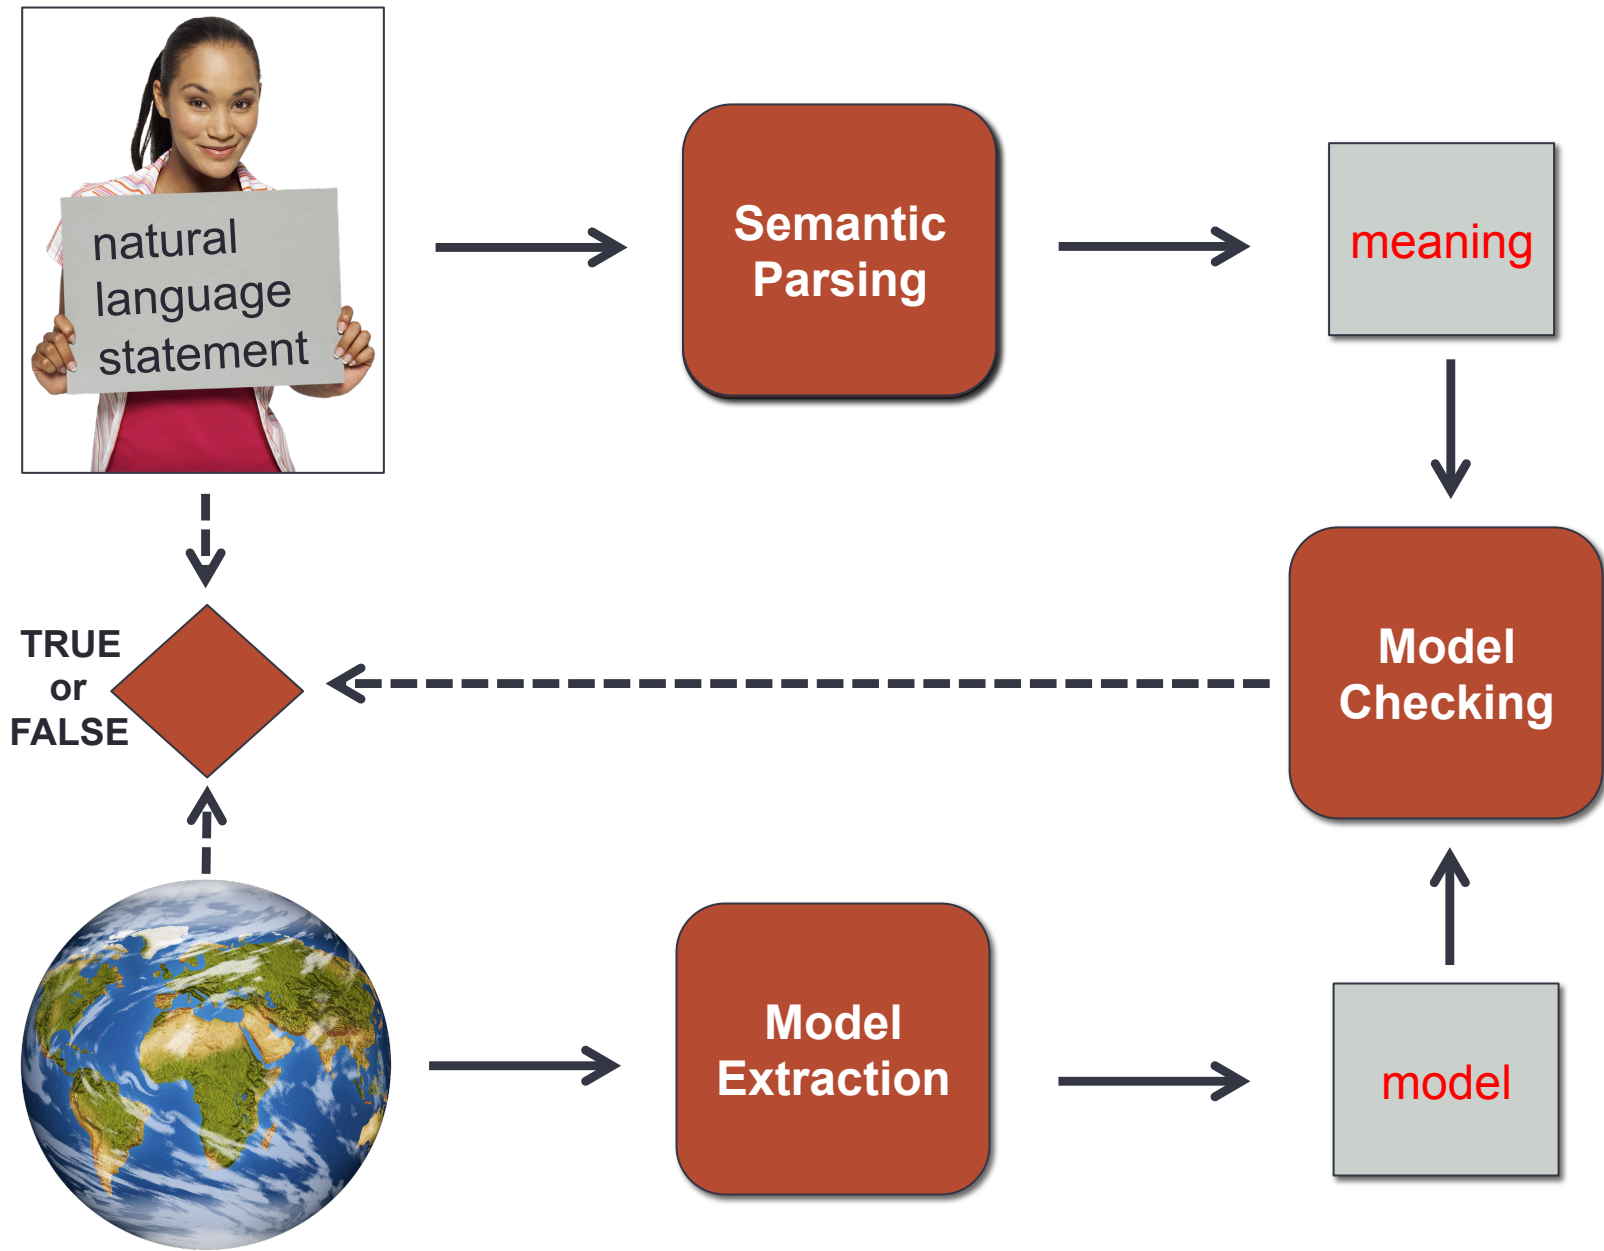 natural
language
statement
Semantic
Parsing
meaning
TRUE
or
FALSE
Model
Checking
Model
Extraction
model